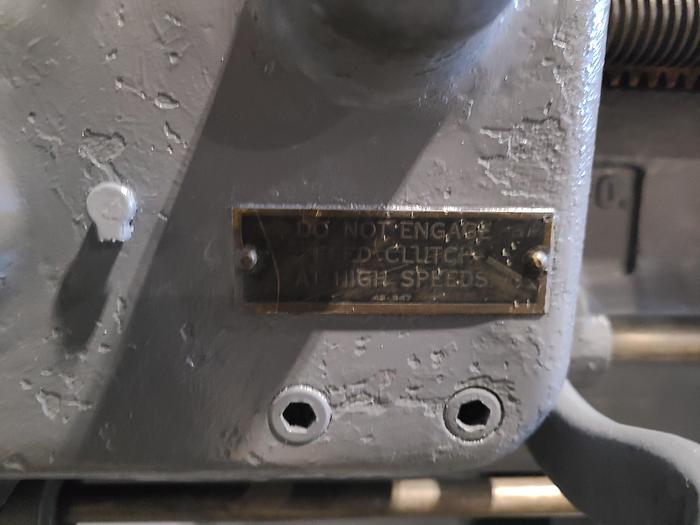 DO NOT ENGAGE
FEED CLUTCH
AT HIGH SPEEDS